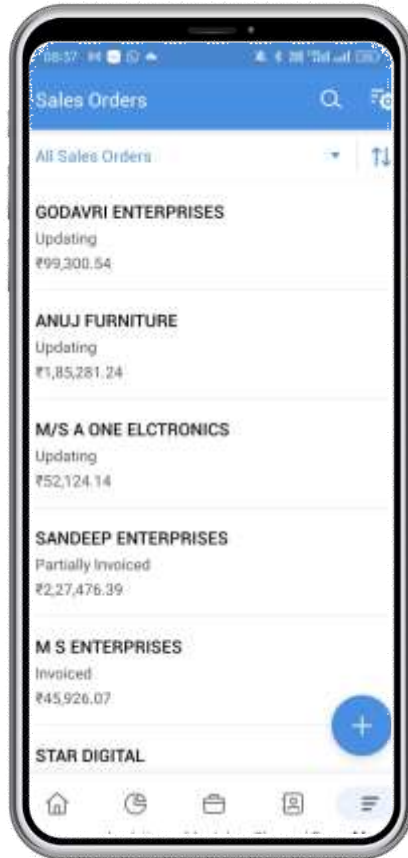 08:57
Sales Orders
All Sales Orders
GODAVRI ENTERPRISES
Updating
₹99,300.54
ANUJ FURNITURE
Updating
₹1,85,281.24
M/S A ONE ELCTRONICS
Updating
₹52,124.14
SANDEEP ENTERPRISES
Partially Invoiced
₹2,27,476.39
M S ENTERPRISES
Invoiced
₹45,926.07
+
STAR DIGITAL